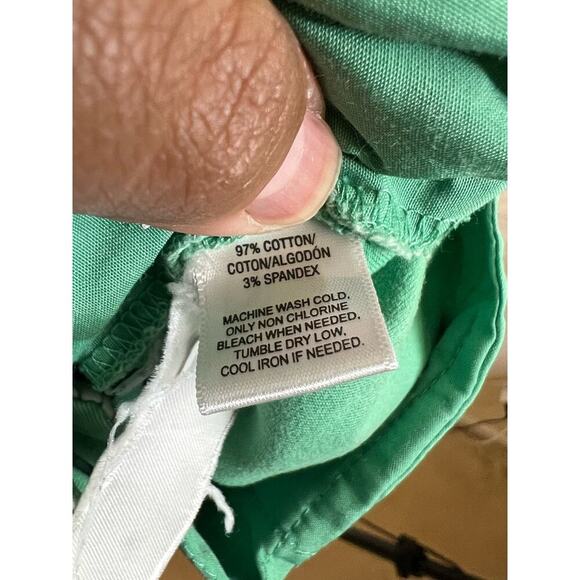 97% COTTON/
COTON/ALGODÓN
3% SPANDEX
MACHINE WASH COLD.
ONLY NON CHLORINE
BLEACH WHEN NEEDED.
TUMBLE DRY LOW.
COOL IRON IF NEEDED.